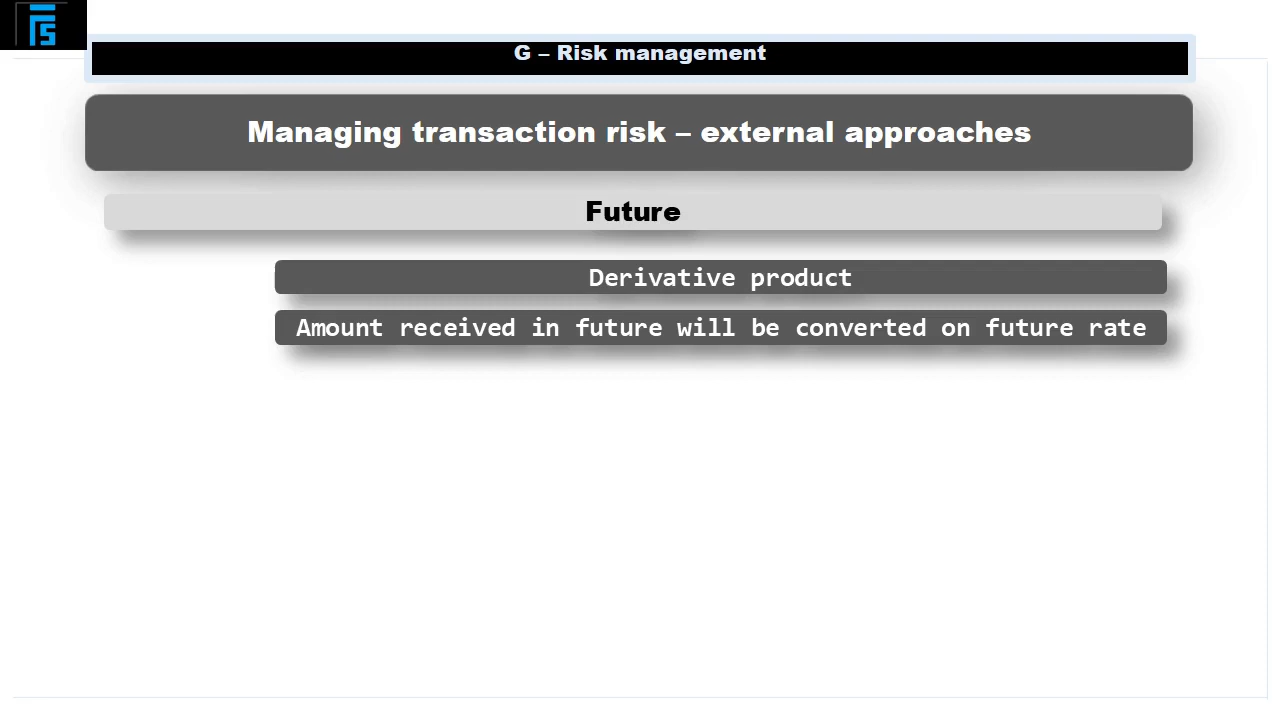 FFS
G – Risk management
Managing transaction risk – external approaches
Future
Derivative product
Amount received in future will be converted on future rate